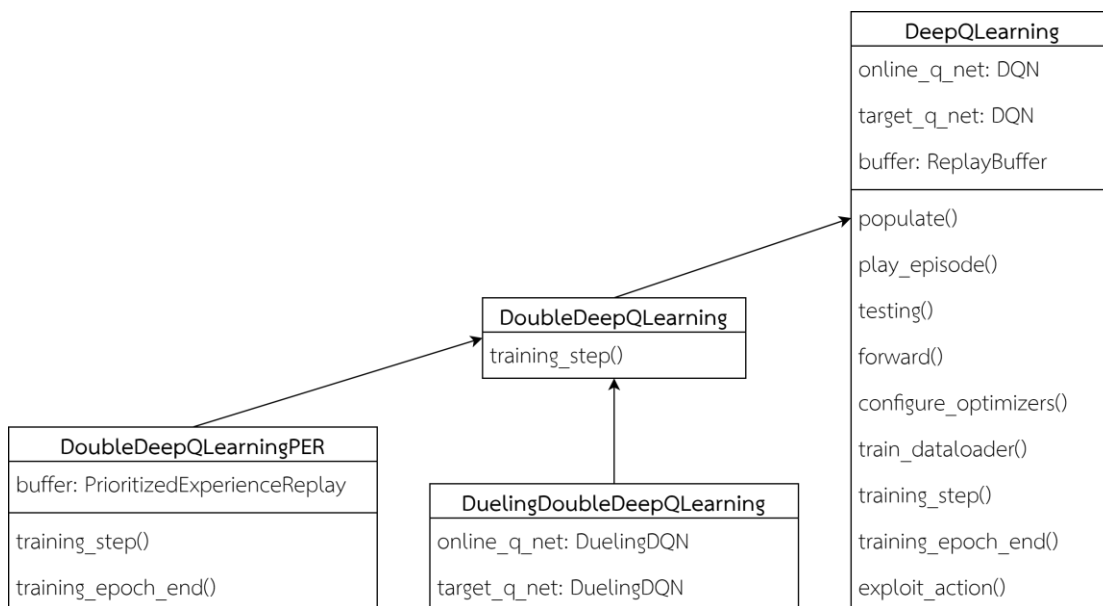 DeepQLearning
online_q_net: DQN
target_q_net: DQN
buffer: ReplayBuffer
populate()
play_episode()
testing()
forward()
configure_optimizers()
train_dataloader()
training_step()
training_epoch_end()
exploit_action()
DoubleDeepQLearning
training_step()
DoubleDeepQLearningPER
buffer: PrioritizedExperienceReplay
training_step()
training_epoch_end()
DuelingDoubleDeepQLearning
online_q_net: DuelingDQN
target_q_net: DuelingDQN